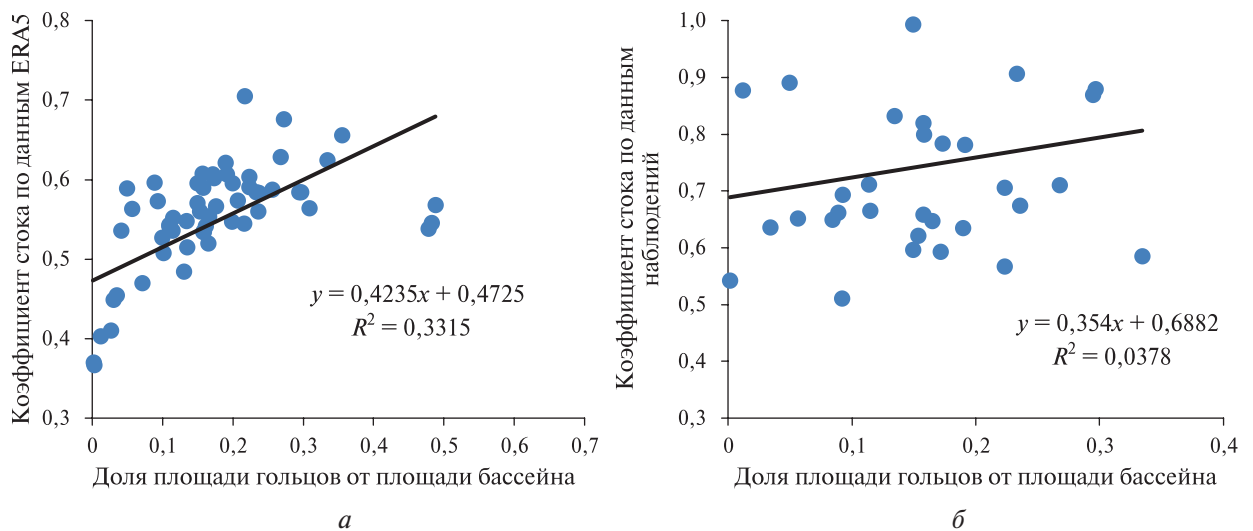 Коэффициент стока по данным ERA5
0,8
0,7
0,6
0,5
0,4
0,3
0
0,1
0,2
0,3
0,4
0,5
0,6
0,7
y = 0,4235x + 0,4725
R² = 0,3315
Доля площади гольцов от площади бассейна
а
Коэффициент стока по данным
наблюдений
1,0
0,9
0,8
0,7
0,6
0,5
0,4
0,3
0
0,1
0,2
0,3
0,4
y = 0,354x + 0,6882
R² = 0,0378
Доля площади гольцов от площади бассейна
б